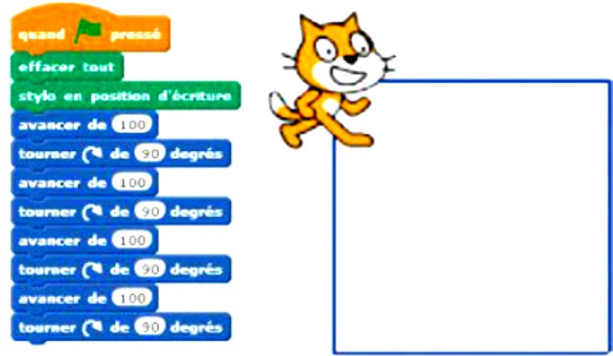 quand pressé
effacer tout
stylo en position d'écriture
avancer de 100
tourner de 90 degrés
avancer de 100
tourner de 90 degrés
avancer de 100
tourner de 90 degrés
avancer de 100
tourner de 90 degrés